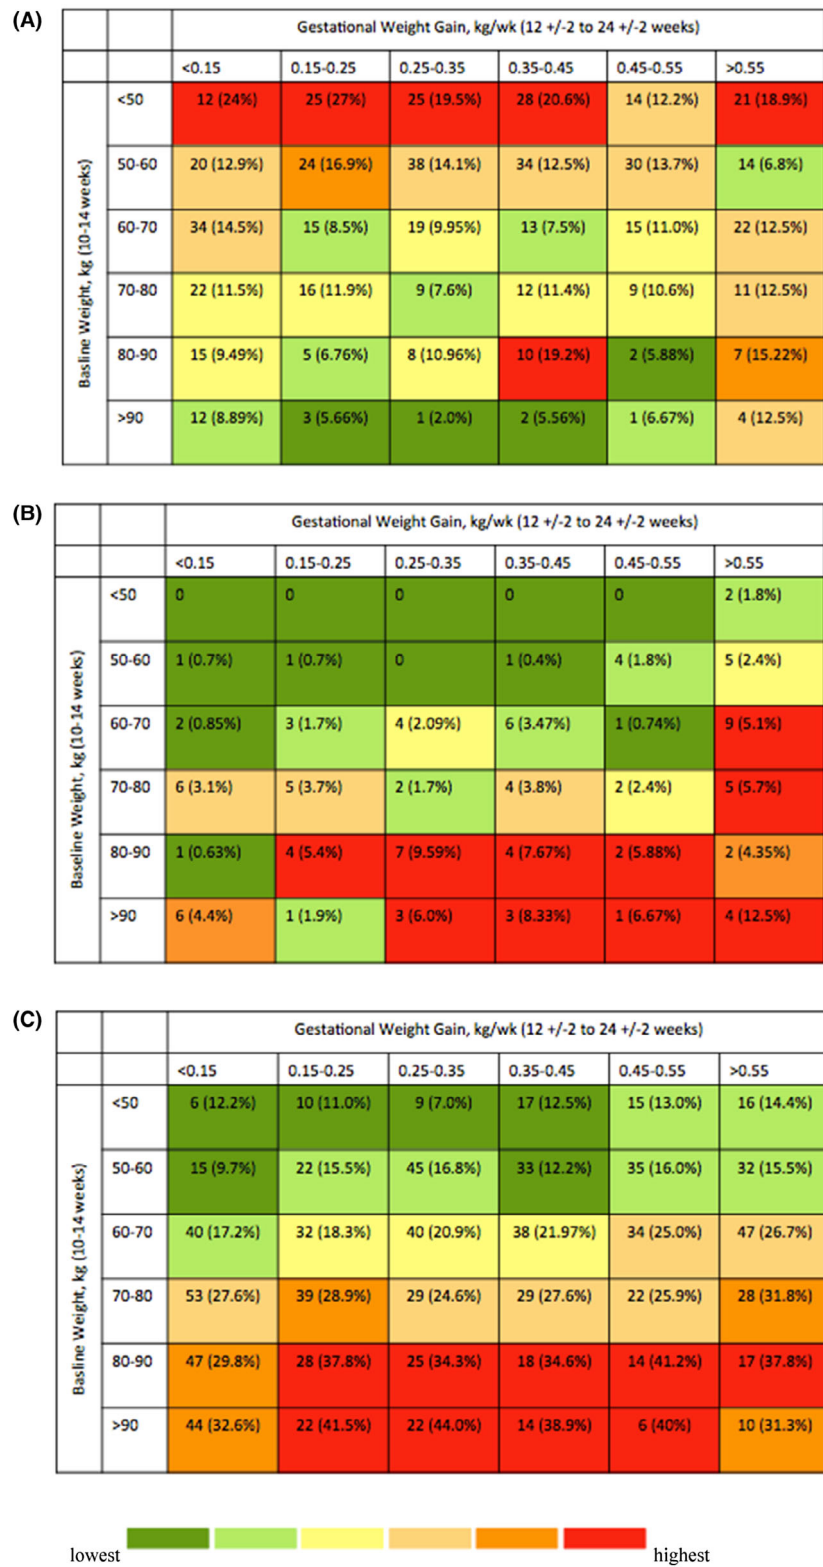 (A)
Gestational Weight Gain, kg/wk (12 +/-2 to 24 +/-2 weeks)
<0.15 0.15-0.25 0.25-0.35 0.35-0.45 0.45-0.55 >0.55
Basline Weight, kg (10-14 weeks)
<50 12 (24%) 25 (27%) 25 (19.5%) 28 (20.6%) 14 (12.2%) 21 (18.9%)
50-60 20 (12.9%) 24 (16.9%) 38 (14.1%) 34 (12.5%) 30 (13.7%) 14 (6.8%)
60-70 34 (14.5%) 15 (8.5%) 19 (9.95%) 13 (7.5%) 15 (11.0%) 22 (12.5%)
70-80 22 (11.5%) 16 (11.9%) 9 (7.6%) 12 (11.4%) 9 (10.6%) 11 (12.5%)
80-90 15 (9.49%) 5 (6.76%) 8 (10.96%) 10 (19.2%) 2 (5.88%) 7 (15.22%)
>90 12 (8.89%) 3 (5.66%) 1 (2.0%) 2 (5.56%) 1 (6.67%) 4 (12.5%)
(B)
Gestational Weight Gain, kg/wk (12 +/-2 to 24 +/-2 weeks)
<0.15 0.15-0.25 0.25-0.35 0.35-0.45 0.45-0.55 >0.55
Baseline Weight, kg (10-14 weeks)
<50 0 0 0 0 0 2 (1.8%)
50-60 1 (0.7%) 1 (0.7%) 0 1 (0.4%) 4 (1.8%) 5 (2.4%)
60-70 2 (0.85%) 3 (1.7%) 4 (2.09%) 6 (3.47%) 1 (0.74%) 9 (5.1%)
70-80 6 (3.1%) 5 (3.7%) 2 (1.7%) 4 (3.8%) 2 (2.4%) 5 (5.7%)
80-90 1 (0.63%) 4 (5.4%) 7 (9.59%) 4 (7.67%) 2 (5.88%) 2 (4.35%)
>90 6 (4.4%) 1 (1.9%) 3 (6.0%) 3 (8.33%) 1 (6.67%) 4 (12.5%)
(C)
Gestational Weight Gain, kg/wk (12 +/-2 to 24 +/-2 weeks)
<0.15 0.15-0.25 0.25-0.35 0.35-0.45 0.45-0.55 >0.55
Basline Weight, kg (10-14 weeks)
<50 6 (12.2%) 10 (11.0%) 9 (7.0%) 17 (12.5%) 15 (13.0%) 16 (14.4%)
50-60 15 (9.7%) 22 (15.5%) 45 (16.8%) 33 (12.2%) 35 (16.0%) 32 (15.5%)
60-70 40 (17.2%) 32 (18.3%) 40 (20.9%) 38 (21.97%) 34 (25.0%) 47 (26.7%)
70-80 53 (27.6%) 39 (28.9%) 29 (24.6%) 29 (27.6%) 22 (25.9%) 28 (31.8%)
80-90 47 (29.8%) 28 (37.8%) 25 (34.3%) 18 (34.6%) 14 (41.2%) 17 (37.8%)
>90 44 (32.6%) 22 (41.5%) 22 (44.0%) 14 (38.9%) 6 (40%) 10 (31.3%)
lowest highest